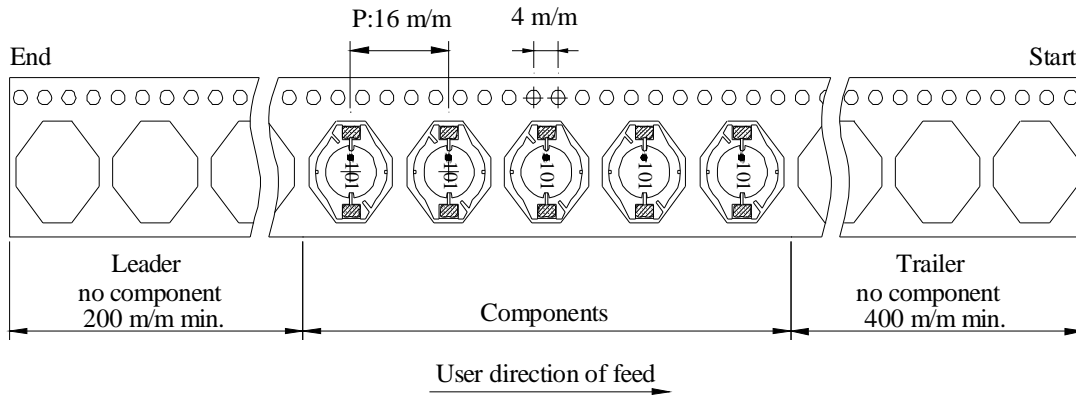 P:16 m/m
4 m/m
End
Start
101
101
101
101
101
Leader
no component
200 m/m min.
Components
Trailer
no component
400 m/m min.
User direction of feed